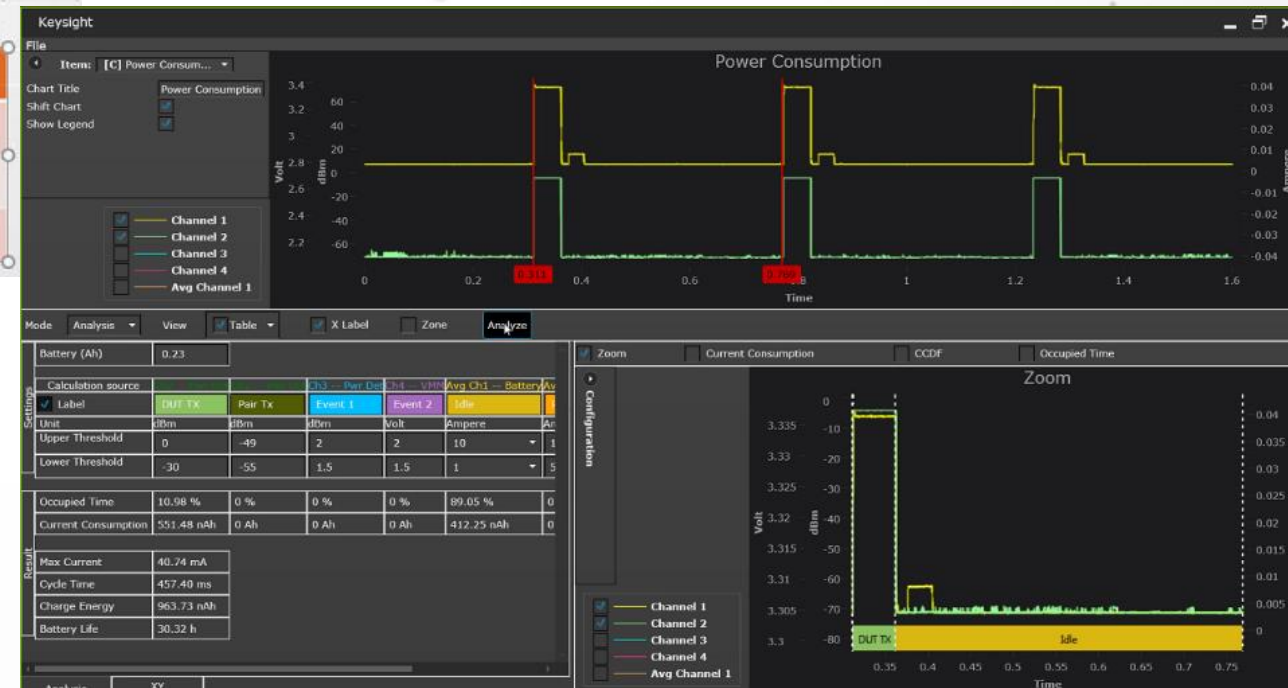 Keysight
File
Item: [C] Power Consum...
Chart Title Power Consumption
Shift Chart
Show Legend
Power Consumption
3.4
3.2
3
2.8
2.6
2.4
2.2
Volt
60
40
20
0
-20
-40
-60
dBm
0.04
0.03
0.02
0.01
0
-0.01
-0.02
-0.03
-0.04
Channel 1
Channel 2
Channel 3
Channel 4
Avg Channel 1
0 0.2 0.4 0.6 0.8 1 1.2 1.4 1.6
Time
Mode Analysis View Table X Label Zone Analyze
Battery (Ah) 0.23
Settings
Calculation source Avg Ch1 -- Battery
Label DUT TX Pair Tx Event 1 Event 2 Idle
Unit dBm dBm dBm Volt Ampere
Upper Threshold 0 -49 2 2 10
Lower Threshold -30 -55 1.5 1.5 1
Result
Occupied Time 10.98 % 0 % 0 % 0 % 89.05 %
Current Consumption 551.48 nAh 0 Ah 0 Ah 0 Ah 412.25 nAh
Max Current 40.74 mA
Cycle Time 457.40 ms
Charge Energy 963.73 nAh
Battery Life 30.32 h
Zoom Current Consumption CCDF Occupied Time
Configuration
Zoom
3.335
3.33
3.325
3.32
3.315
3.31
3.305
3.3
Volt
0
-10
-20
-30
-40
-50
-60
-70
-80
dBm
0.04
0.035
0.03
0.025
0.02
0.015
0.01
0.005
0
DUT TX Idle
Channel 1
Channel 2
Channel 3
Channel 4
Avg Channel 1
0.35 0.4 0.45 0.5 0.55 0.6 0.65 0.7 0.75
Time
XY